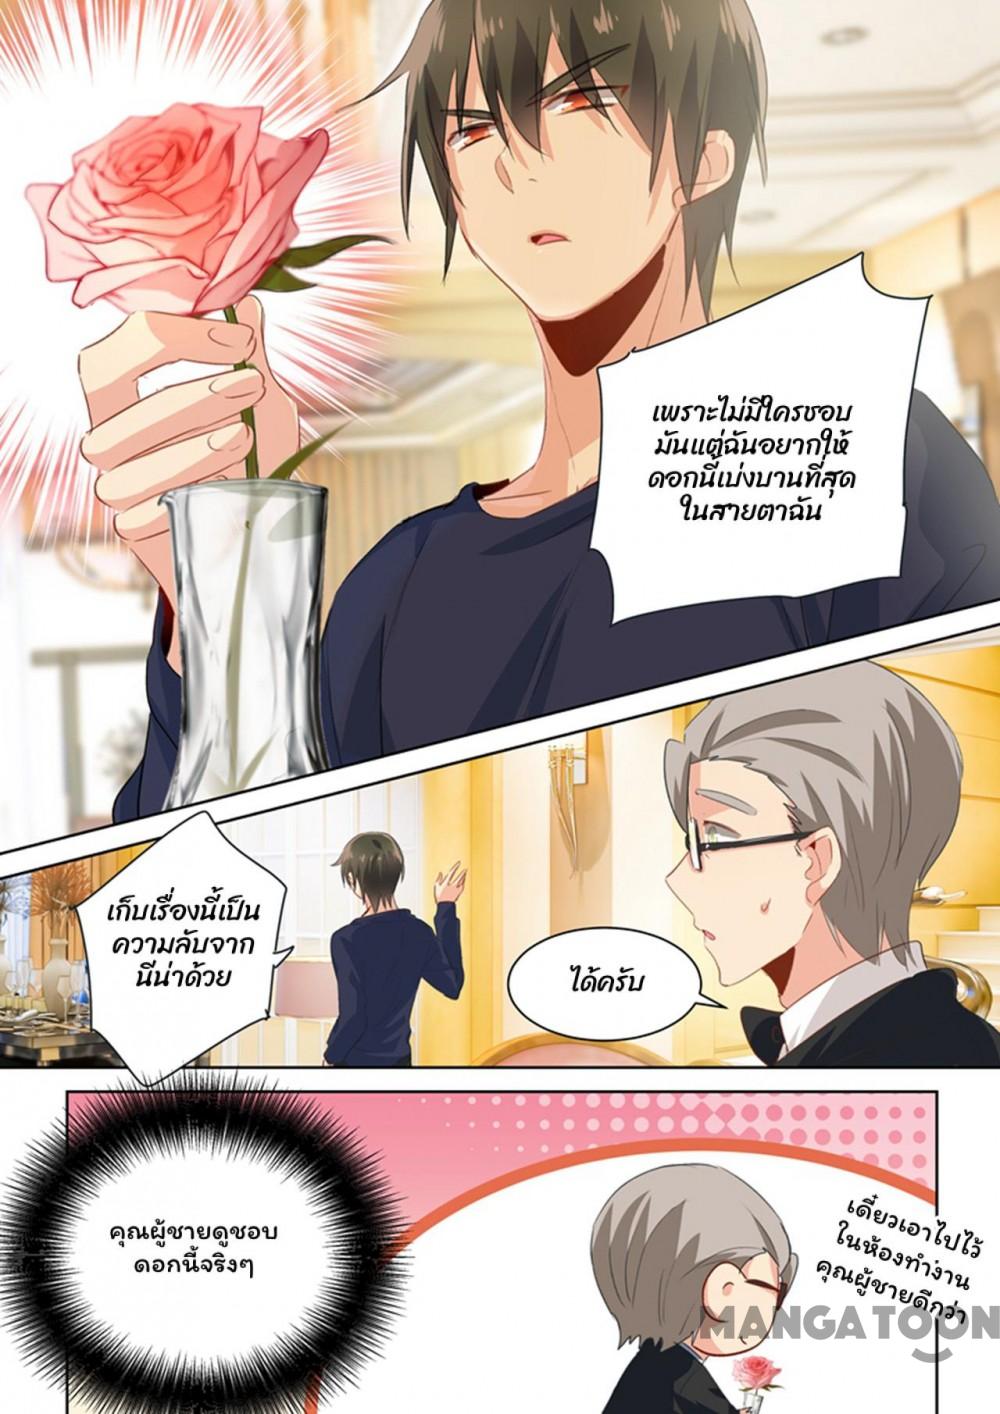 เพราะไม่มีใครชอบ
มันแต่ฉันอยากให้
ดอกนี้เบ่งบานที่สุด
ในสายตาฉัน
เก็บเรื่องนี้เป็น
ความลับจาก
นีน่าด้วย
ได้ครับ
คุณผู้ชายดูชอบ
ดอกนี้จริงๆ
เดี๋ยวเอาไปไว้
ในห้องทำงาน
คุณผู้ชายดีกว่า
MANGATOON